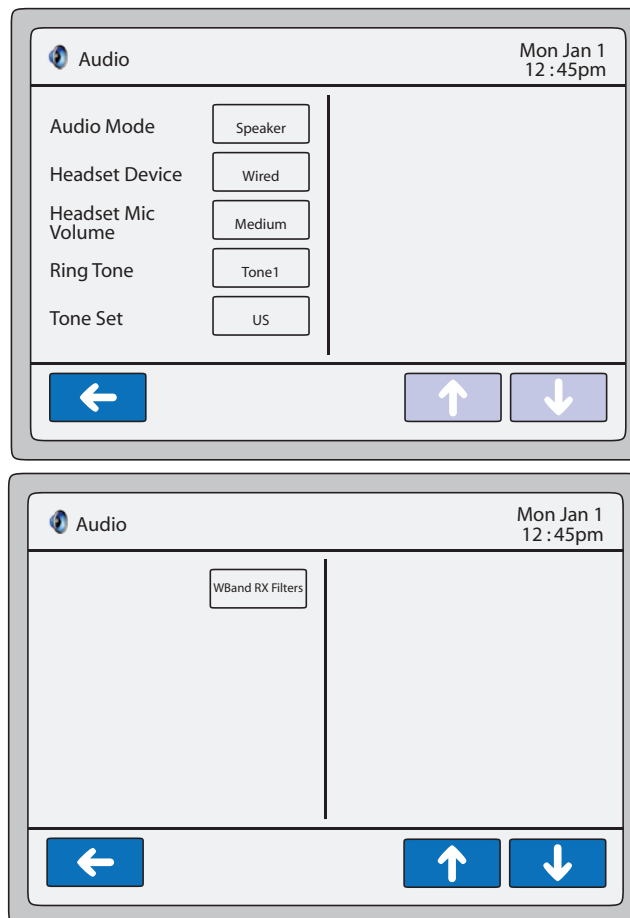 Audio
Mon Jan 1
12 : 45pm
Audio Mode
Speaker
Headset Device
Wired
Headset Mic
Volume
Medium
Ring Tone
Tone1
Tone Set
US
Audio
Mon Jan 1
12 : 45pm
WBand RX Filters